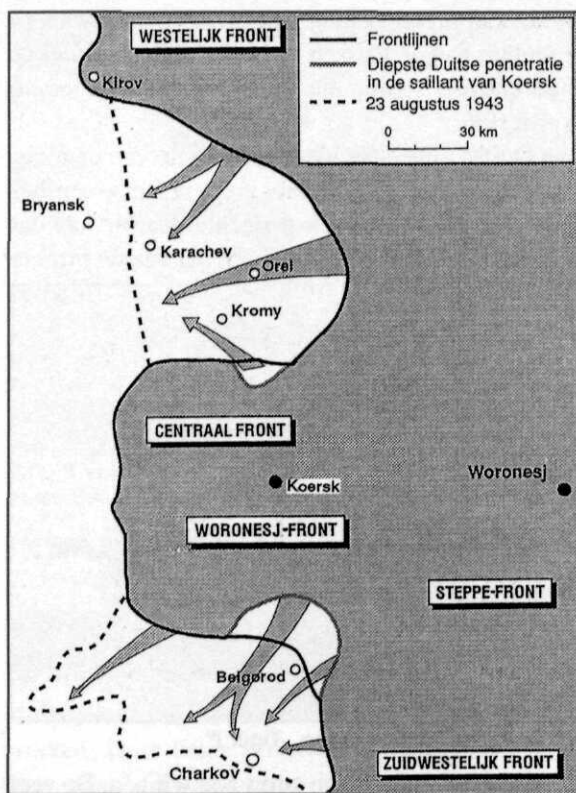 WESTELIJK FRONT
Frontlijnen
Diepste Duitse penetratie
in de saillant van Koersk
23 augustus 1943
0 30 km
Kirov
Bryansk
Karachev
Orel
Kromy
CENTRAAL FRONT
Koersk
Woronesj
WORONESJ-FRONT
STEPPE-FRONT
Belgorod
Charkov
ZUIDWESTELIJK FRONT